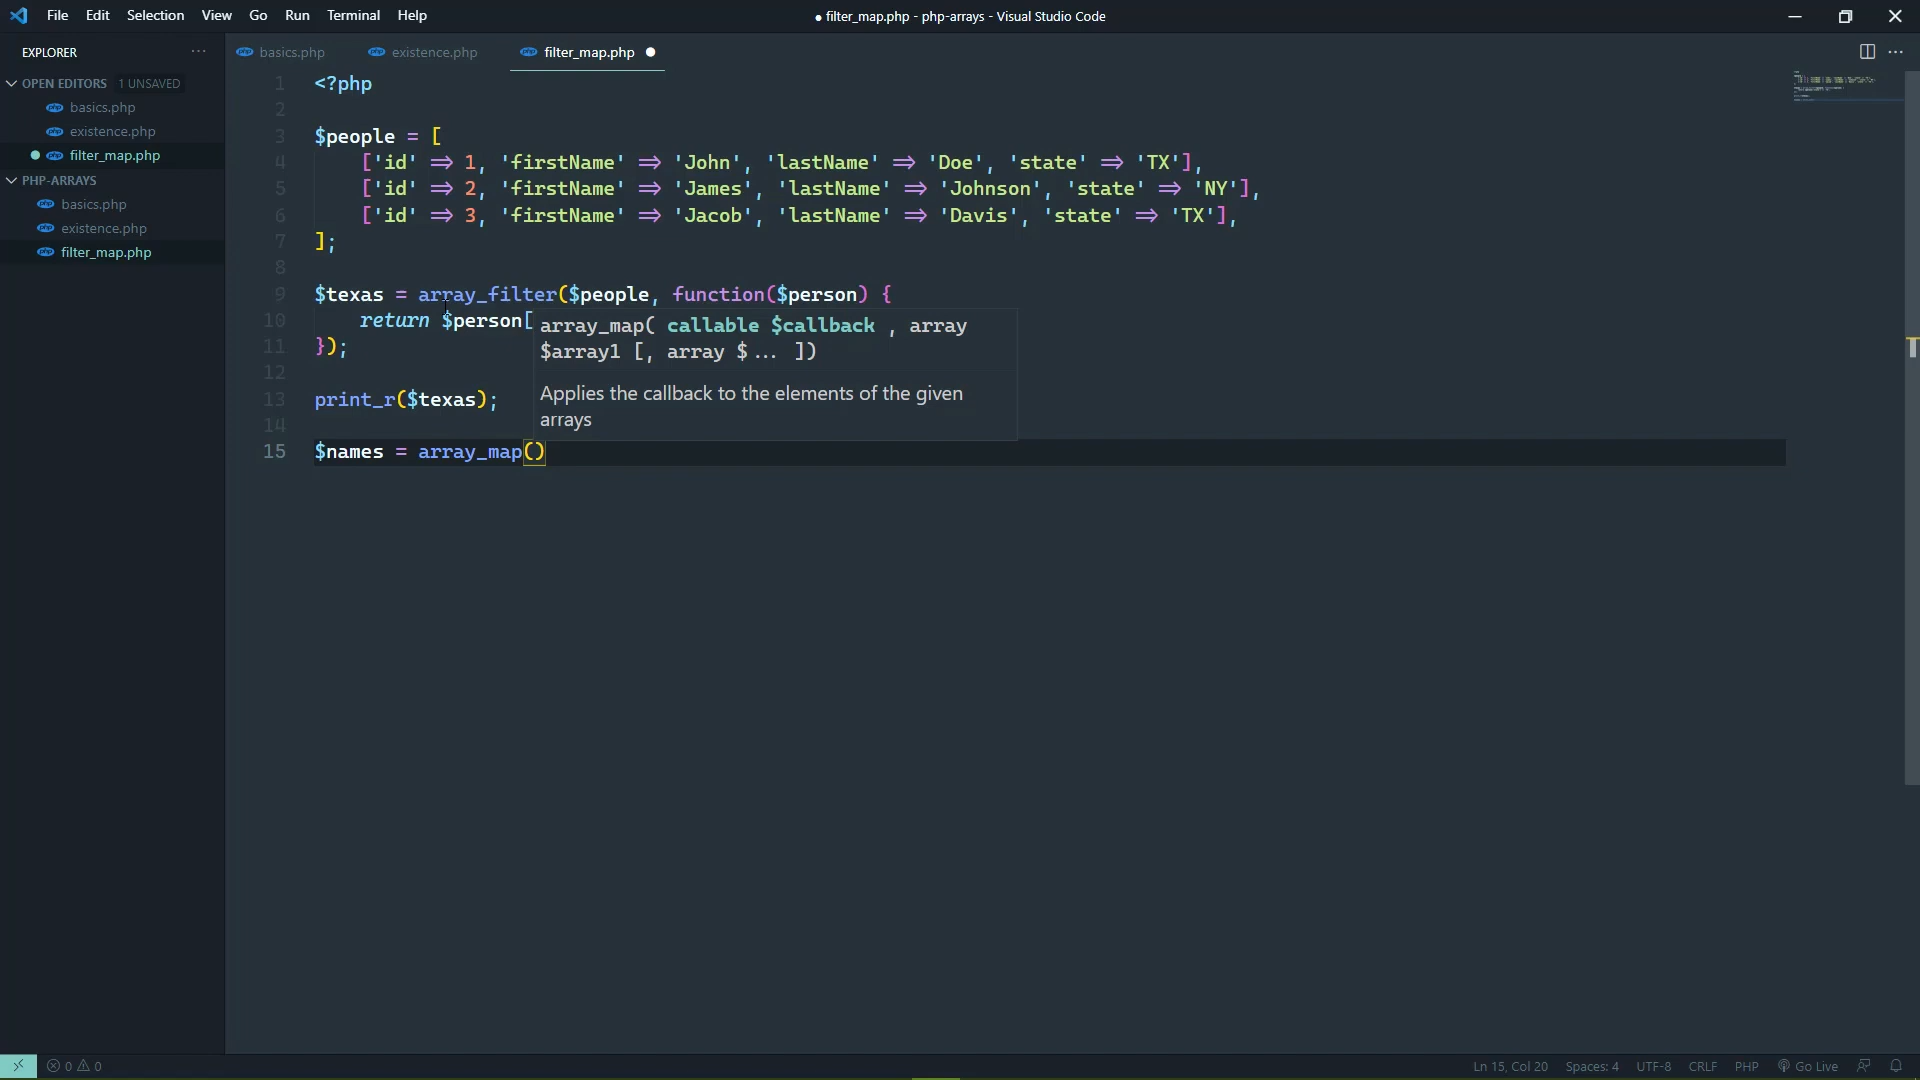 File Edit Selection View Go Run Terminal Help
● filter_map.php - php-arrays - Visual Studio Code
EXPLORER ...
OPEN EDITORS 1 UNSAVED
basics.php
existence.php
filter_map.php
PHP-ARRAYS
basics.php
existence.php
filter_map.php
basics.php existence.php filter_map.php ●
1 <?php
2
3 $people = [
4 ['id' => 1, 'firstName' => 'John', 'lastName' => 'Doe', 'state' => 'TX'],
5 ['id' => 2, 'firstName' => 'James', 'lastName' => 'Johnson', 'state' => 'NY'],
6 ['id' => 3, 'firstName' => 'Jacob', 'lastName' => 'Davis', 'state' => 'TX'],
7 ];
8
9 $texas = array_filter($people, function($person) {
10 return $person[
11 });
12
13 print_r($texas);
14
15 $names = array_map()
array_map( callable $callback , array
$array1 [, array $... ])
Applies the callback to the elements of the given
arrays
0 0
Ln 15, Col 20 Spaces: 4 UTF-8 CRLF PHP Go Live